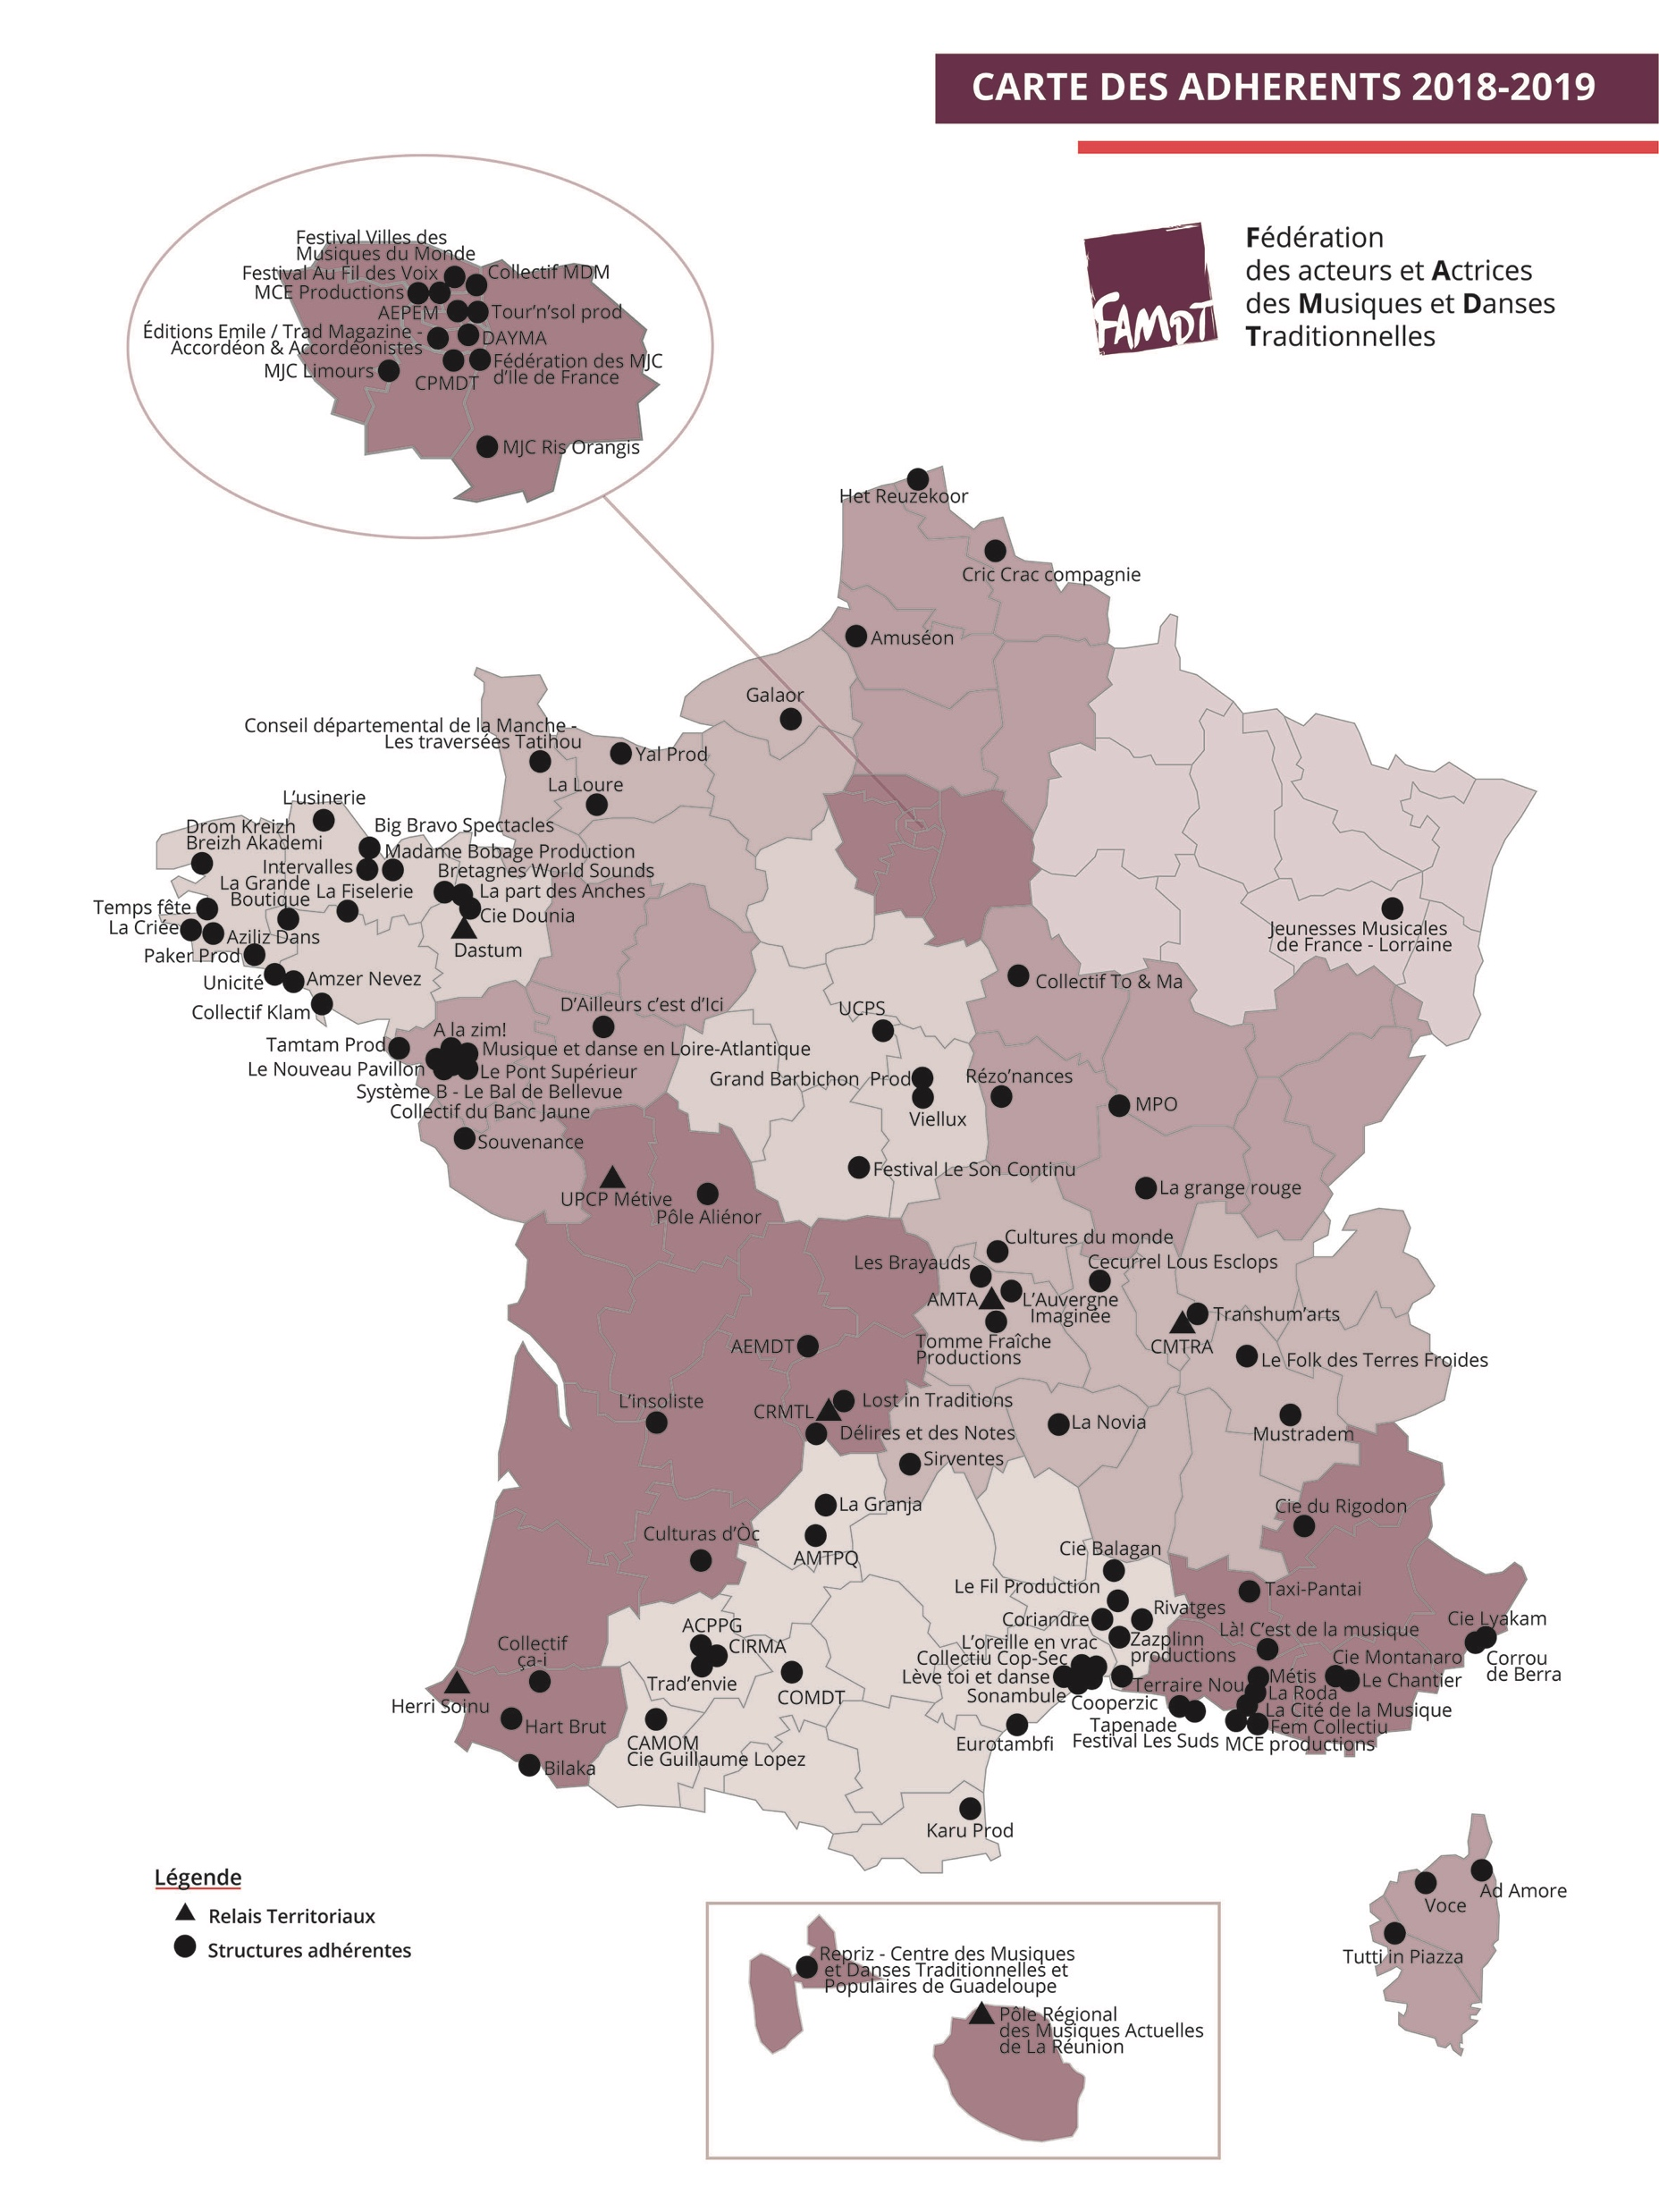 CARTE DES ADHERENTS 2018-2019
FAMDT
Fédération
des acteurs et Actrices
des Musiques et Danses
Traditionnelles
Festival Villes des
Musiques du Monde
Festival Au Fil des Voix
Collectif MDM
MCE Productions
AEPEM
Tour'n'sol prod
Éditions Emile / Trad Magazine -
Accordéon & Accordéonistes
DAYMA
MJC Limours
Fédération des MJC
d'Ile de France
CPMDT
MJC Ris Orangis
Het Reuzekoor
Cric Crac compagnie
Amuséon
Galaor
Conseil départemental de la Manche -
Les traversées Tatihou
Yal Prod
La Loure
L'usinerie
Drom Kreizh
Breizh Akademi
Big Bravo Spectacles
Madame Bobage Production
Intervalles
Bretagnes World Sounds
La Grande
Boutique
La Fiselerie
La part des Anches
Temps fête
Cie Dounia
La Criée
Aziliz Dans
Dastum
Paker Prod
Unicité
Amzer Nevez
Collectif Klam
Jeunesses Musicales
de France - Lorraine
Collectif To & Ma
D'Ailleurs c'est d'Ici
UCPS
A la zim!
Tamtam Prod
Musique et danse en Loire-Atlantique
Le Nouveau Pavillon
Le Pont Supérieur
Système B - Le Bal de Bellevue
Collectif du Banc Jaune
Souvenance
Grand Barbichon Prod
Rézo'nances
Viellux
MPO
Festival Le Son Continu
La grange rouge
UPCP Métive
Pôle Aliénor
Cultures du monde
Les Brayauds
Cecurrel Lous Esclops
AMTA
L'Auvergne
Imaginée
Transhum'arts
Tomme Fraîche
Productions
CMTRA
AEMDT
Le Folk des Terres Froides
L'insoliste
Lost in Traditions
CRMTL
Délires et des Notes
La Novia
Mustradem
Sirventes
La Granja
Cie du Rigodon
Culturas d'Òc
AMTPQ
Cie Balagan
Le Fil Production
Taxi-Pantai
Coriandre
Rivatges
ACPPG
CIRMA
Trad'envie
Collectif
ça-i
L'oreille en vrac
Zazplinn
productions
Là! C'est de la musique
Cie Lyakam
Collectiu Cop-Sec
Cie Montanaro
Corrou
de Berra
Lève toi et danse
Terraire Nou
Métis
Le Chantier
COMDT
Sonambule
Cooperzic
La Roda
Herri Soinu
Hart Brut
La Cité de la Musique
Tapenade
Fem Collectiu
CAMOM
Cie Guillaume Lopez
Eurotambfi
Festival Les Suds
MCE productions
Bilaka
Karu Prod
Ad Amore
Voce
Tutti in Piazza
Légende
Relais Territoriaux
Structures adhérentes
Repriz - Centre des Musiques
et Danses Traditionnelles et
Populaires de Guadeloupe
Pôle Régional
des Musiques Actuelles
de La Réunion